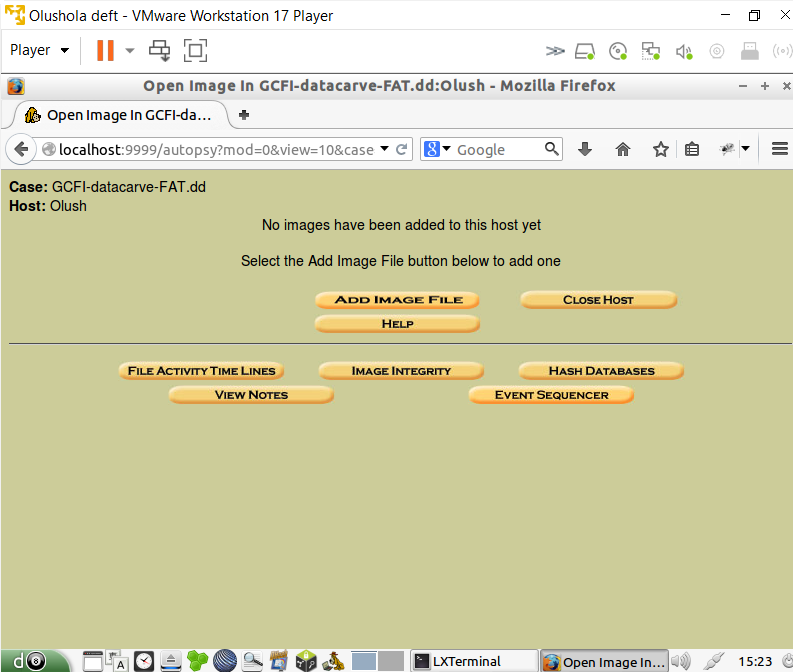 Olushola deft - VMware Workstation 17 Player
Player
Open Image In GCFI-datacarve-FAT.dd:Olush - Mozilla Firefox
Open Image In GCFI-da...
localhost:9999/autopsy?mod=0&view=10&case
Google
Case: GCFI-datacarve-FAT.dd
Host: Olush
No images have been added to this host yet
Select the Add Image File button below to add one
ADD IMAGE FILE CLOSE HOST
HELP
FILE ACTIVITY TIME LINES IMAGE INTEGRITY HASH DATABASES
VIEW NOTES EVENT SEQUENCER
LXTerminal Open Image In... 15:23